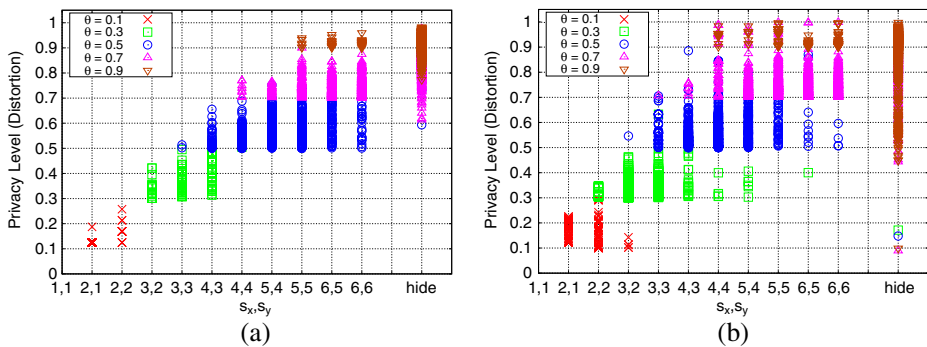 θ = 0.1
θ = 0.3
θ = 0.5
θ = 0.7
θ = 0.9
Privacy Level (Distortion)
1
0.9
0.8
0.7
0.6
0.5
0.4
0.3
0.2
0.1
0
1,1 2,1 2,2 3,2 3,3 4,3 4,4 5,4 5,5 6,5 6,6 hide
sx,sy
(a)
θ = 0.1
θ = 0.3
θ = 0.5
θ = 0.7
θ = 0.9
Privacy Level (Distortion)
1
0.9
0.8
0.7
0.6
0.5
0.4
0.3
0.2
0.1
0
1,1 2,1 2,2 3,2 3,3 4,3 4,4 5,4 5,5 6,5 6,6 hide
sx,sy
(b)